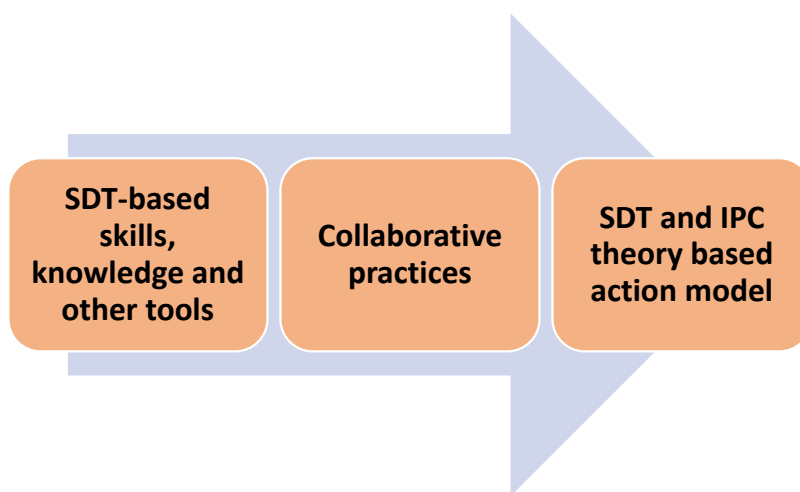 SDT-based
skills,
knowledge and
other tools
Collaborative
practices
SDT and IPC
theory based
action model